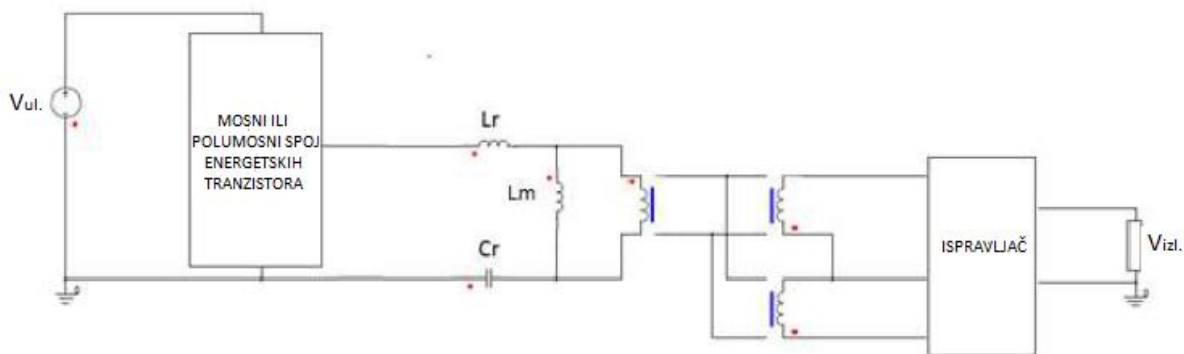 Vul.
MOSNI ILI
POLUMOSNI SPOJ
ENERGETSKIH
TRANZISTORA
Lr
Lm
Cr
ISPRAVLJAČ
Vizl.